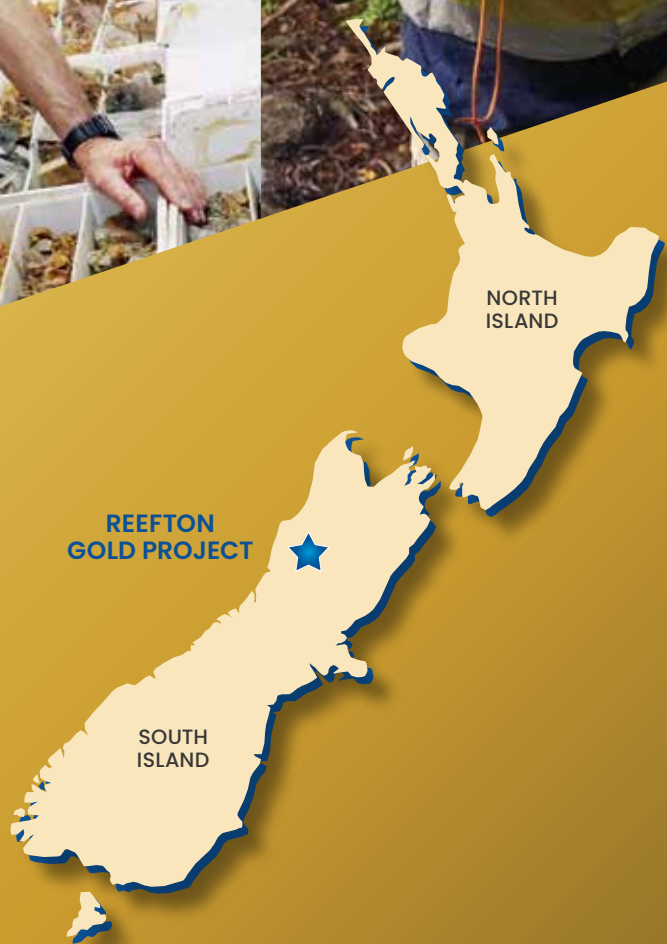 NORTH
ISLAND
REEFTON
GOLD PROJECT
SOUTH
ISLAND